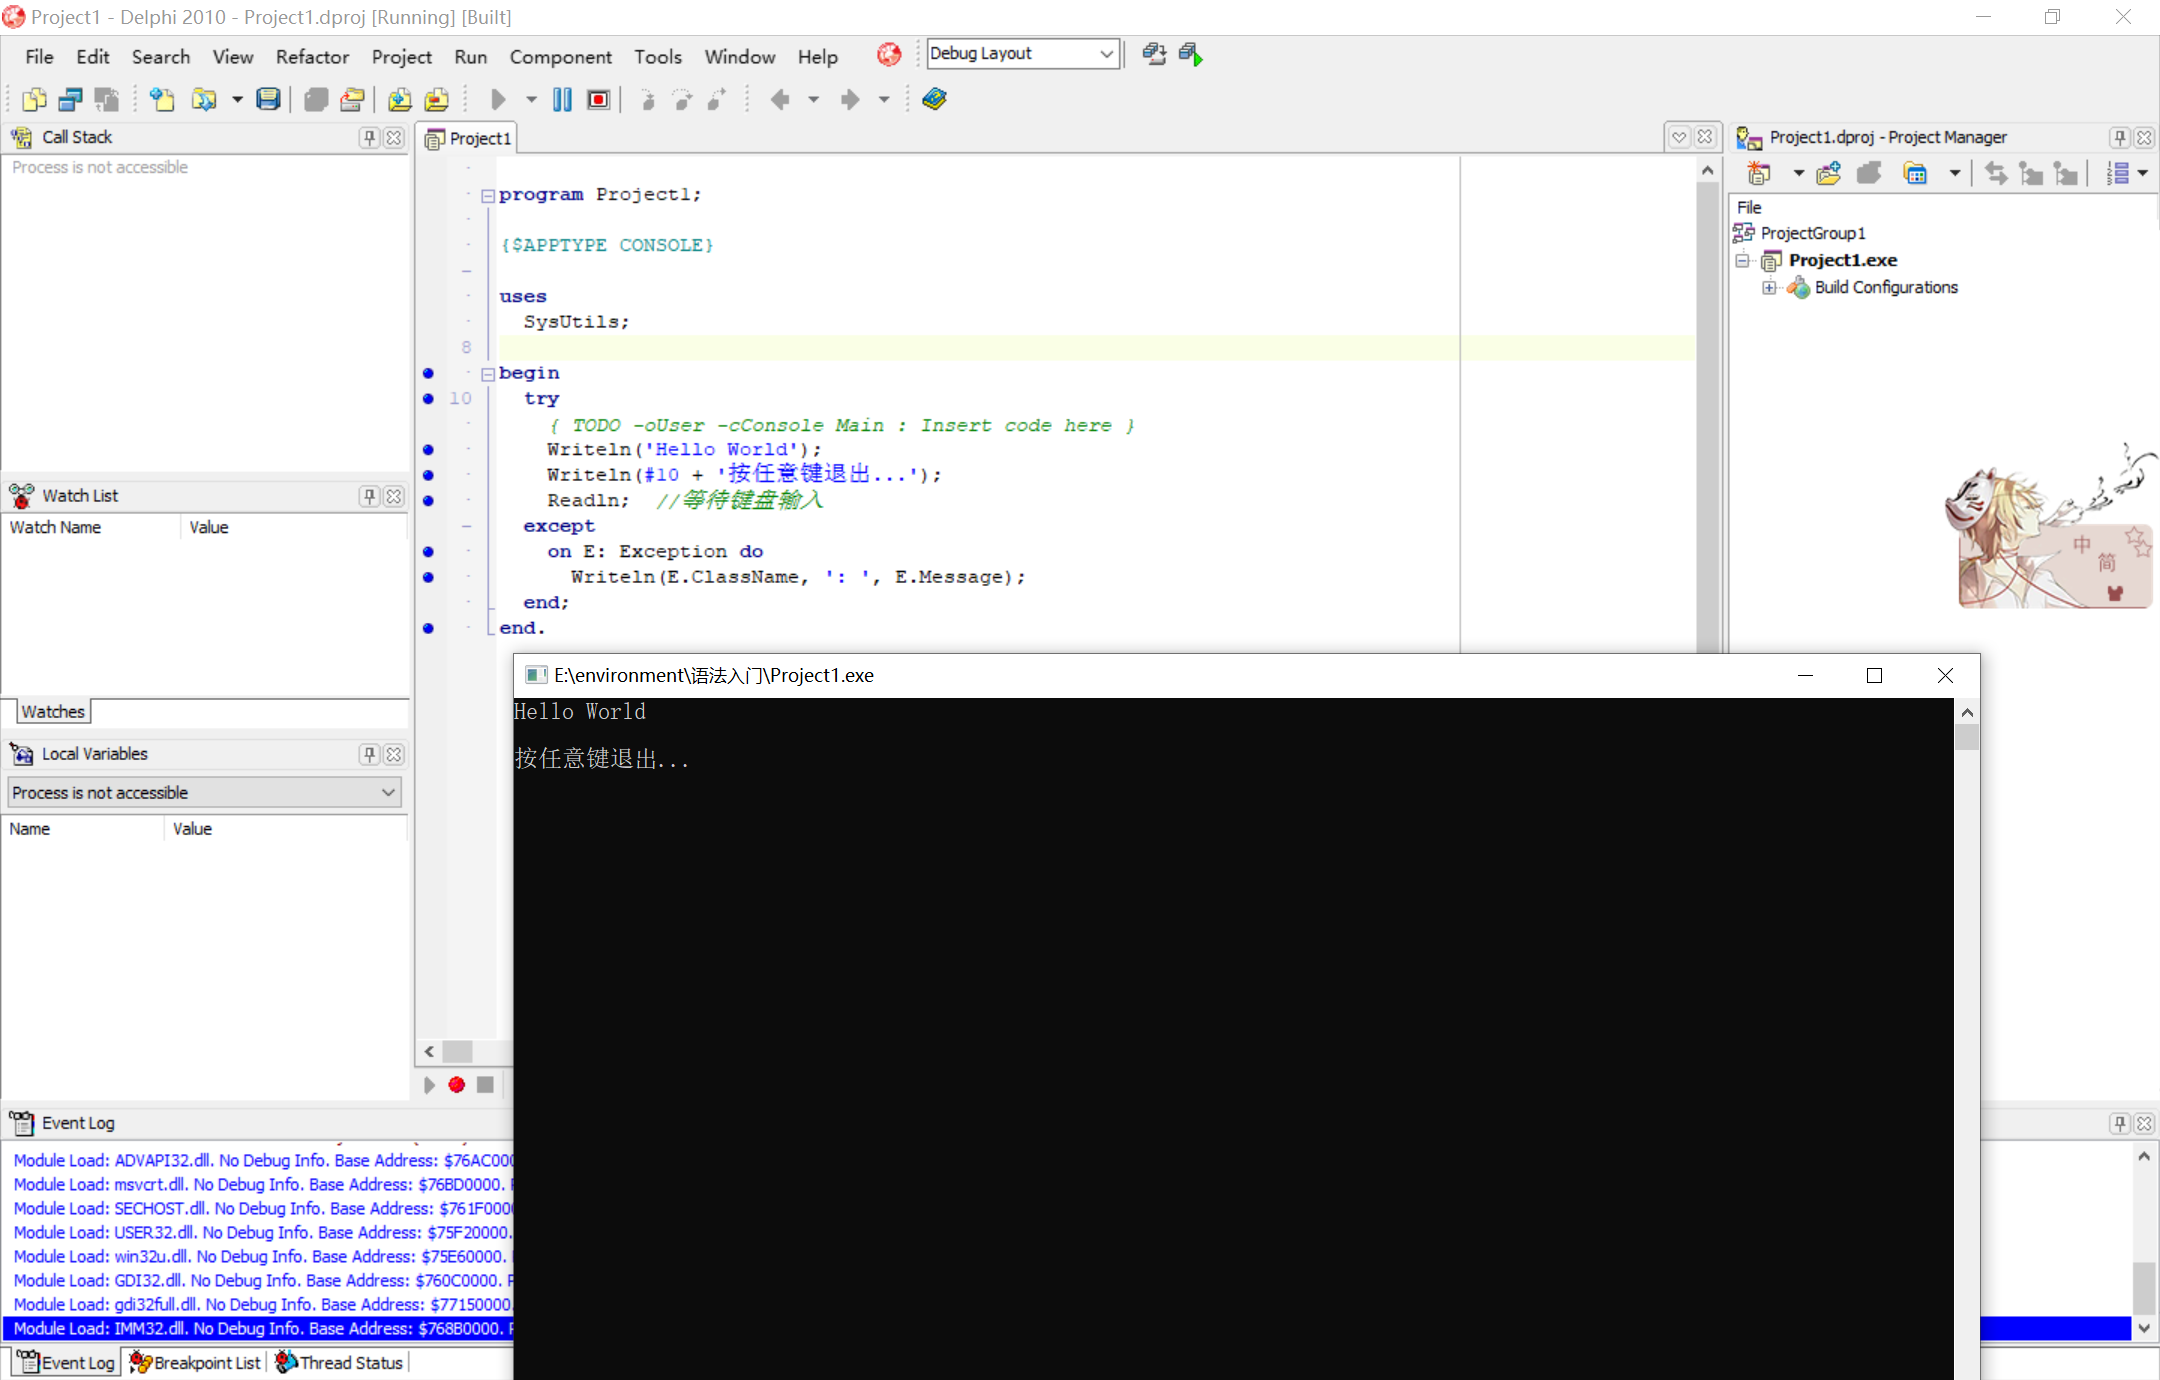 Project1 - Delphi 2010 - Project1.dproj [Running] [Built]
File Edit Search View Refactor Project Run Component Tools Window Help
Debug Layout
Call Stack
Process is not accessible
Watch List
Watch Name Value
Watches
Local Variables
Process is not accessible
Name Value
Project1
program Project1;
{$APPTYPE CONSOLE}
uses
SysUtils;
8
begin
10 try
{ TODO -oUser -cConsole Main : Insert code here }
Writeln('Hello World');
Writeln(#10 + '按任意键退出...');
Readln; //等待键盘输入
except
on E: Exception do
Writeln(E.ClassName, ': ', E.Message);
end;
end.
Project1.dproj - Project Manager
File
ProjectGroup1
Project1.exe
Build Configurations
中
简
E:\environment\语法入门\Project1.exe
Hello World
按任意键退出...
Event Log
Module Load: ADVAPI32.dll. No Debug Info. Base Address: $76AC000
Module Load: msvcrt.dll. No Debug Info. Base Address: $76BD0000.
Module Load: SECHOST.dll. No Debug Info. Base Address: $761F000
Module Load: USER32.dll. No Debug Info. Base Address: $75F20000.
Module Load: win32u.dll. No Debug Info. Base Address: $75E60000.
Module Load: GDI32.dll. No Debug Info. Base Address: $760C0000.
Module Load: gdi32full.dll. No Debug Info. Base Address: $77150000.
Module Load: IMM32.dll. No Debug Info. Base Address: $768B0000.
Event Log Breakpoint List Thread Status